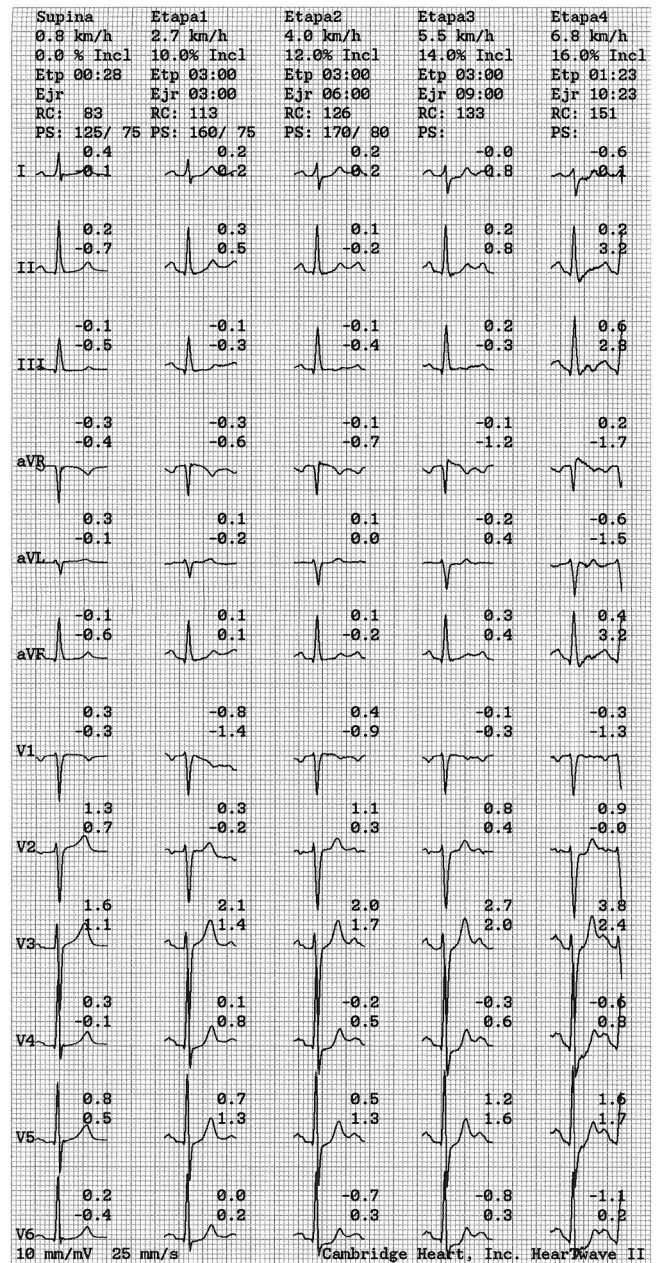 Supina Etapa1 Etapa2 Etapa3 Etapa4
0.8 km/h 2.7 km/h 4.0 km/h 5.5 km/h 6.8 km/h
0.0 % Incl 10.0% Incl 12.0% Incl 14.0% Incl 16.0% Incl
Etp 00:28 Etp 03:00 Etp 03:00 Etp 03:00 Etp 01:23
Ejr Ejr 03:00 Ejr 06:00 Ejr 09:00 Ejr 10:23
RC: 83 RC: 113 RC: 126 RC: 133 RC: 151
PS: 125/ 75 PS: 160/ 75 PS: 170/ 80 PS: PS:
0.4 0.2 0.2 -0.0 -0.6
I 0.1 0.2 0.2 0.8 0.1
0.2 0.3 0.1 0.2 0.2
-0.7 0.5 -0.2 0.8 3.2
II
-0.1 -0.1 -0.1 0.2 0.6
-0.5 -0.3 -0.4 -0.3 2.8
III
-0.3 -0.3 -0.1 -0.1 0.2
-0.4 -0.6 -0.7 -1.2 -1.7
aVR
0.3 0.1 0.1 -0.2 -0.6
-0.1 -0.2 0.0 0.4 -1.5
aVL
-0.1 0.1 0.1 0.3 0.4
-0.6 0.1 -0.2 0.4 3.2
aVF
0.3 -0.8 0.4 -0.1 -0.3
-0.3 -1.4 -0.9 -0.3 -1.3
V1
1.3 0.3 1.1 0.8 0.9
0.7 -0.2 0.3 0.4 -0.0
V2
1.6 2.1 2.0 2.7 3.8
1.1 1.4 1.7 2.0 2.4
V3
0.3 0.1 -0.2 -0.3 -0.6
-0.1 0.8 0.5 0.6 0.8
V4
0.8 0.7 0.5 1.2 1.6
0.5 1.3 1.3 1.6 1.7
V5
0.2 0.0 -0.7 -0.8 -1.1
-0.4 0.2 0.3 0.3 0.2
V6
10 mm/mV 25 mm/s Cambridge Heart, Inc. HearTwave II